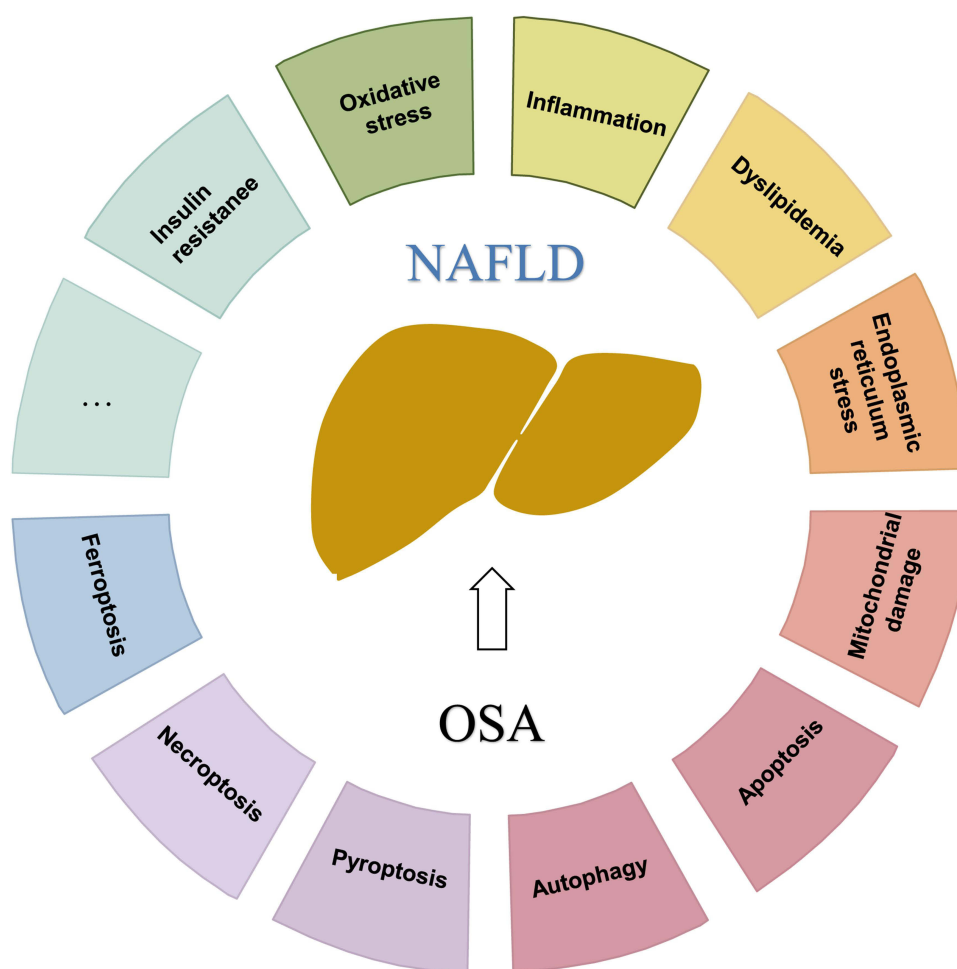 Oxidative
stress
Inflammation
Dyslipidemia
Endoplasmic
reticulum
stress
Mitochondrial
damage
Apoptosis
Autophagy
Pyroptosis
Necroptosis
Ferroptosis
...
Insulin
resistanee
NAFLD
OSA